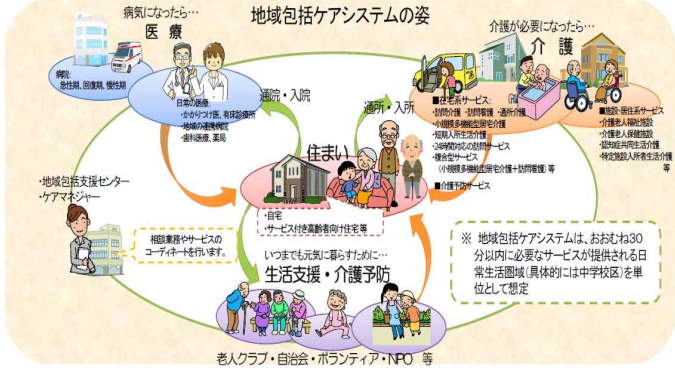 地域包括ケアシステムの姿
病気になったら…
医 療
病院:
急性期、回復期、慢性期
日常の医療:
・かかりつけ医、有床診療所
・地域の連携病院
・歯科医療、薬局
通院・入院
通所・入所
介護が必要になったら…
介 護
■在宅系サービス:
・訪問介護 ・訪問看護 ・通所介護
・小規模多機能型居宅介護
・短期入所生活介護
・24時間対応の訪問サービス
・複合型サービス
(小規模多機能型居宅介護+訪問看護) 等
■介護予防サービス
■施設・居住系サービス
・介護老人福祉施設
・介護老人保健施設
・認知症共同生活介護
・特定施設入所者生活介護
等
住まい
・自宅
・サービス付き高齢者向け住宅 等
・地域包括支援センター
・ケアマネジャー
相談業務やサービスの
コーディネートを行います。
いつまでも元気に暮らすために…
生活支援・介護予防
老人クラブ・自治会・ボランティア・NPO 等
※ 地域包括ケアシステムは、おおむね30
分以内に必要なサービスが提供される日
常生活圏域(具体的には中学校区)を単
位として想定